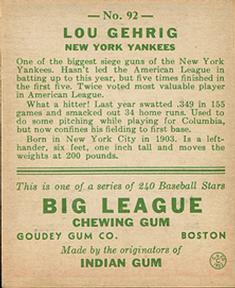 — No. 92 —
LOU GEHRIG
NEW YORK YANKEES
One of the biggest siege guns of the New York
Yankees. Hasn't led the American League in
batting up to this year, but five times finished in
the first five. Twice voted most valuable player
in American League.
What a hitter! Last year swatted .349 in 155
games and smacked out 34 home runs. Used to
do some pitching while playing for Columbia,
but now confines his fielding to first base.
Born in New York City in 1903. Is a left-
hander, six feet, one inch tall and moves the
weights at 200 pounds.
This is one of a series of 240 Baseball Stars
BIG LEAGUE
CHEWING GUM
GOUDEY GUM CO. BOSTON
Made by the originators of
INDIAN GUM